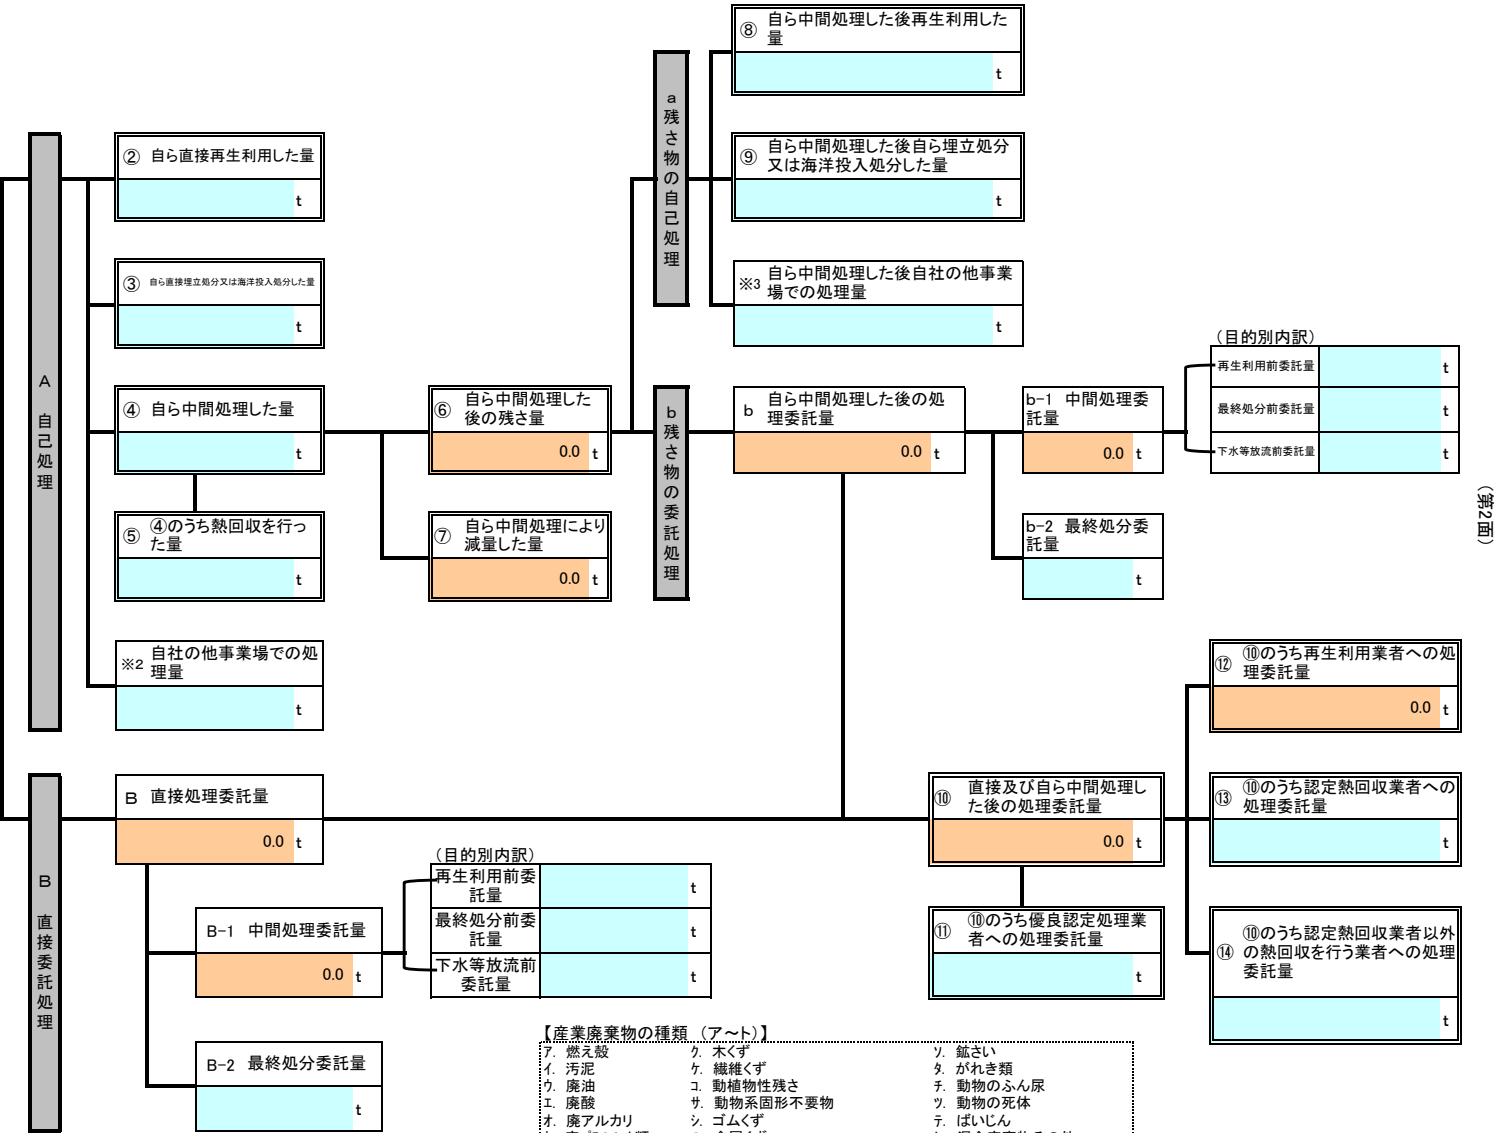 ⑧ 自ら中間処理した後再生利用した
量
t
a
残
さ
物
の
自
己
処
理
⑨ 自ら中間処理した後自ら埋立処分
又は海洋投入処分した量
t
※3 自ら中間処理した後自社の他事業
場での処理量
t
② 自ら直接再生利用した量
t
③ 自ら直接埋立処分又は海洋投入処分した量
t
A
自
己
処
理
④ 自ら中間処理した量
t
⑤ ④のうち熱回収を行っ
た量
t
※2 自社の他事業場での処
理量
t
⑥ 自ら中間処理した
後の残さ量
0.0 t
⑦ 自ら中間処理により
減量した量
0.0 t
b
残
さ
物
の
委
託
処
理
b 自ら中間処理した後の処
理委託量
0.0 t
b-1 中間処理委
託量
0.0 t
b-2 最終処分委
託量
t
(目的別内訳)
再生利用前委託量 t
最終処分前委託量 t
下水等放流前委託量 t
(第2面)
B
直
接
委
託
処
理
B 直接処理委託量
0.0 t
B-1 中間処理委託量
0.0 t
B-2 最終処分委託量
t
(目的別内訳)
再生利用前委
託量
t
最終処分前委
託量
t
下水等放流前
委託量
t
⑩ 直接及び自ら中間処理し
た後の処理委託量
0.0 t
⑪ ⑩のうち優良認定処理業
者への処理委託量
t
⑫ ⑩のうち再生利用業者への処
理委託量
0.0 t
⑬ ⑩のうち認定熱回収業者への
処理委託量
t
⑭ ⑩のうち認定熱回収業者以外
の熱回収を行う業者への処理
委託量
t
【産業廃棄物の種類 (ア〜ト)】
ア. 燃え殻 ク. 木くず ソ. 鉱さい
イ. 汚泥 ケ. 繊維くず タ. がれき類
ウ. 廃油 コ. 動植物性残さ チ. 動物のふん尿
エ. 廃酸 サ. 動物系固形不要物 ツ. 動物の死体
オ. 廃アルカリ シ. ゴムくず テ. ばいじん